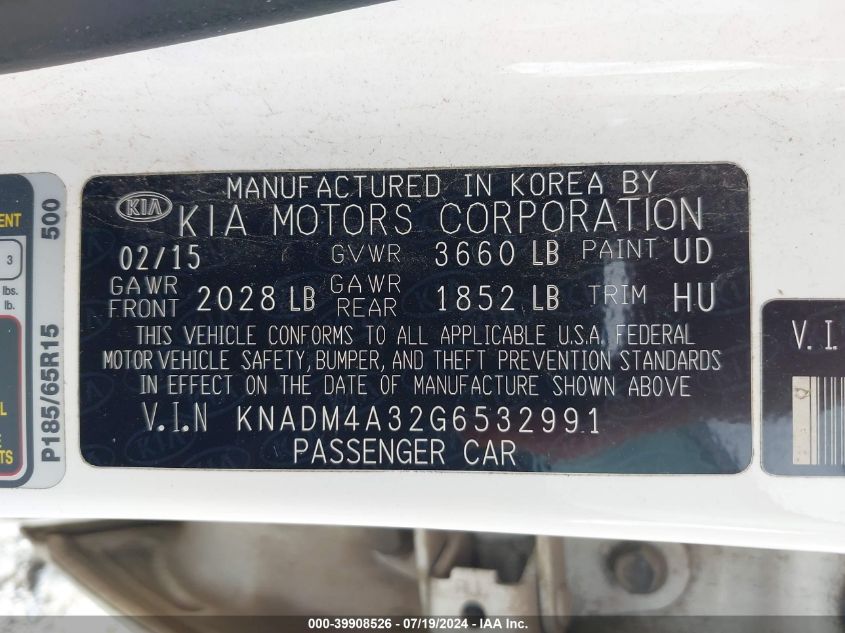 MANUFACTURED IN KOREA BY
KIA KIA MOTORS CORPORATION
02/15 GVWR 3660 LB PAINT UD
GAWR FRONT 2028 LB GAWR REAR 1852 LB TRIM HU
THIS VEHICLE CONFORMS TO ALL APPLICABLE U.S.A. FEDERAL
MOTOR VEHICLE SAFETY, BUMPER, AND THEFT PREVENTION STANDARDS
IN EFFECT ON THE DATE OF MANUFACTURE SHOWN ABOVE
V.I.N KNADM4A32G6532991
PASSENGER CAR
P185/65R15 500
3
lbs.
lb.
V.I.
000-39908526 - 07/19/2024 - IAA Inc.